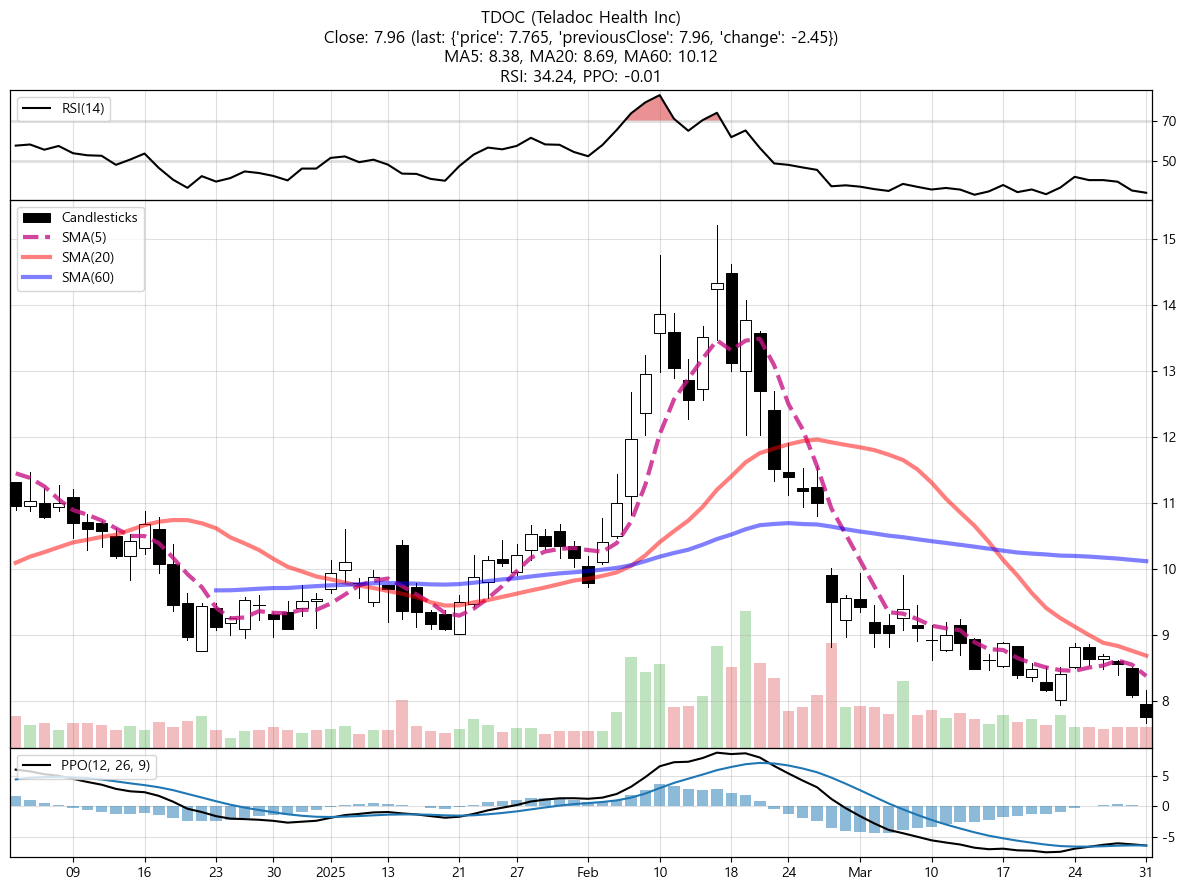 TDOC (Teladoc Health Inc)
Close: 7.96 (last: {'price': 7.765, 'previousClose': 7.96, 'change': -2.45})
MA5: 8.38, MA20: 8.69, MA60: 10.12
RSI: 34.24, PPO: -0.01
RSI(14)
70
50
Candlesticks
SMA(5)
SMA(20)
SMA(60)
15
14
13
12
11
10
9
8
PPO(12, 26, 9)
5
0
-5
09 16 23 30 2025 13 21 27 Feb 10 18 24 Mar 10 17 24 31